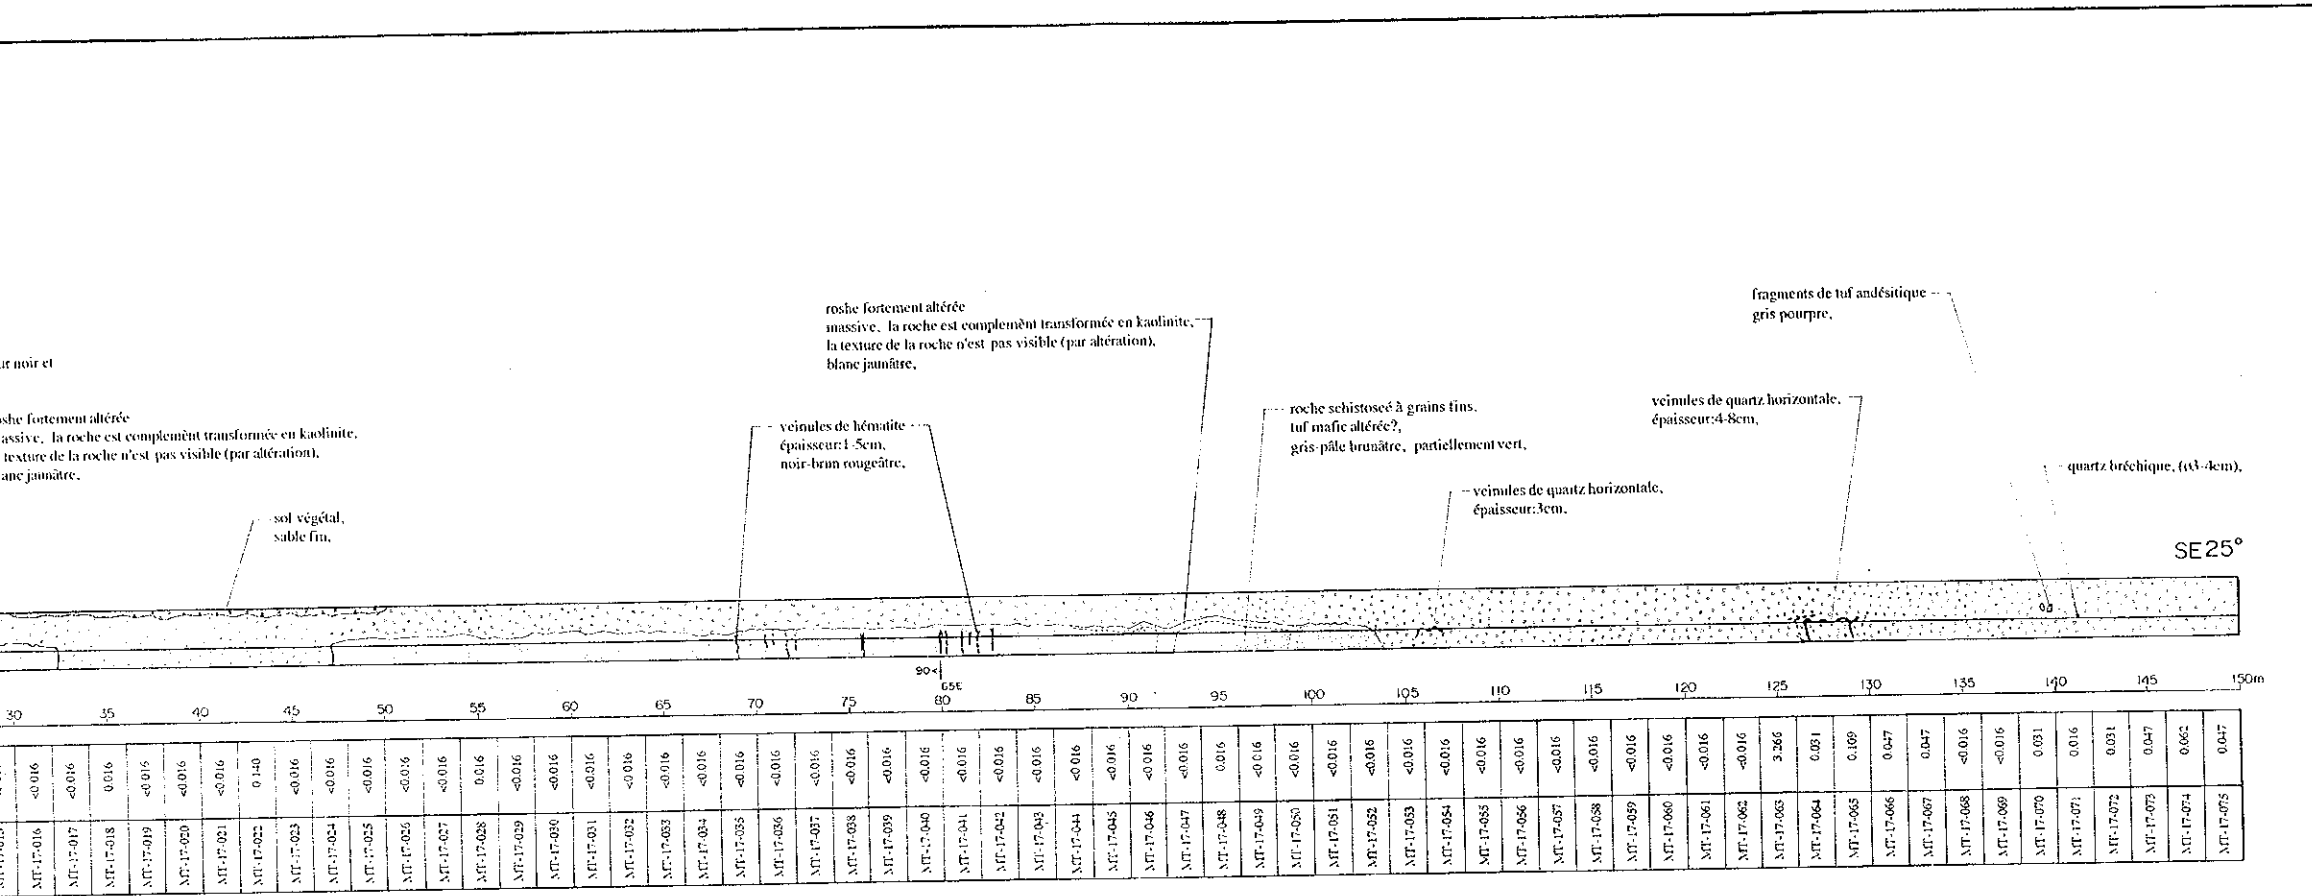 ur noir et
oshe fortement altérée
assive, la roche est complemènt transformée en kaolinite,
texture de la roche n'est pas visible (par altération),
anc jaunâtre,
sol végétal,
sable fin,
veinules de hématite
épaisseur:1-5cm,
noir-brun rougeâtre,
roshe fortement altérée
massive, la roche est complemènt transformée en kaolinite,
la texture de la roche n'est pas visible (par altération),
blanc jaunâtre,
roche schistoseé à grains fins,
tuf mafic altérée?,
gris-pâle brunâtre, partiellement vert,
veinules de quartz horizontale,
épaisseur:3cm,
fragments de tuf andésitique
gris pourpre,
veinules de quartz horizontale,
épaisseur:4-8cm,
quartz bréchique, 3-4cm),
SE25°
90<
65E
30 35 40 45 50 55 60 65 70 75 80 85 90 95 100 105 110 115 120 125 130 135 140 145 150m
<0.016 <0.016 0.016 <0.016 <0.016 <0.016 0.140 <0.016 <0.016 <0.016 <0.016 <0.016 0.016 <0.016 <0.016 <0.016 <0.016 <0.016 <0.016 <0.016 <0.016 <0.016 <0.016 <0.016 <0.016 <0.016 <0.016 <0.016 <0.016 <0.016 <0.016 <0.016 0.016 <0.016 <0.016 <0.016 <0.016 <0.016 <0.016 <0.016 <0.016 <0.016 <0.016 <0.016 <0.016 <0.016 <0.016 3.266 0.031 0.109 0.047 0.047 <0.016 <0.016 0.031 0.016 0.031 0.047 0.062 0.047
MT-17-015 MT-17-016 MT-17-017 MT-17-018 MT-17-019 MT-17-020 MT-17-021 MT-17-022 MT-17-023 MT-17-024 MT-17-025 MT-17-026 MT-17-027 MT-17-028 MT-17-029 MT-17-030 MT-17-031 MT-17-032 MT-17-033 MT-17-034 MT-17-035 MT-17-036 MT-17-037 MT-17-038 MT-17-039 MT-17-040 MT-17-041 MT-17-042 MT-17-043 MT-17-044 MT-17-045 MT-17-046 MT-17-047 MT-17-048 MT-17-049 MT-17-050 MT-17-051 MT-17-052 MT-17-053 MT-17-054 MT-17-055 MT-17-056 MT-17-057 MT-17-058 MT-17-059 MT-17-060 MT-17-061 MT-17-062 MT-17-063 MT-17-064 MT-17-065 MT-17-066 MT-17-067 MT-17-068 MT-17-069 MT-17-070 MT-17-071 MT-17-072 MT-17-073 MT-17-074 MT-17-075